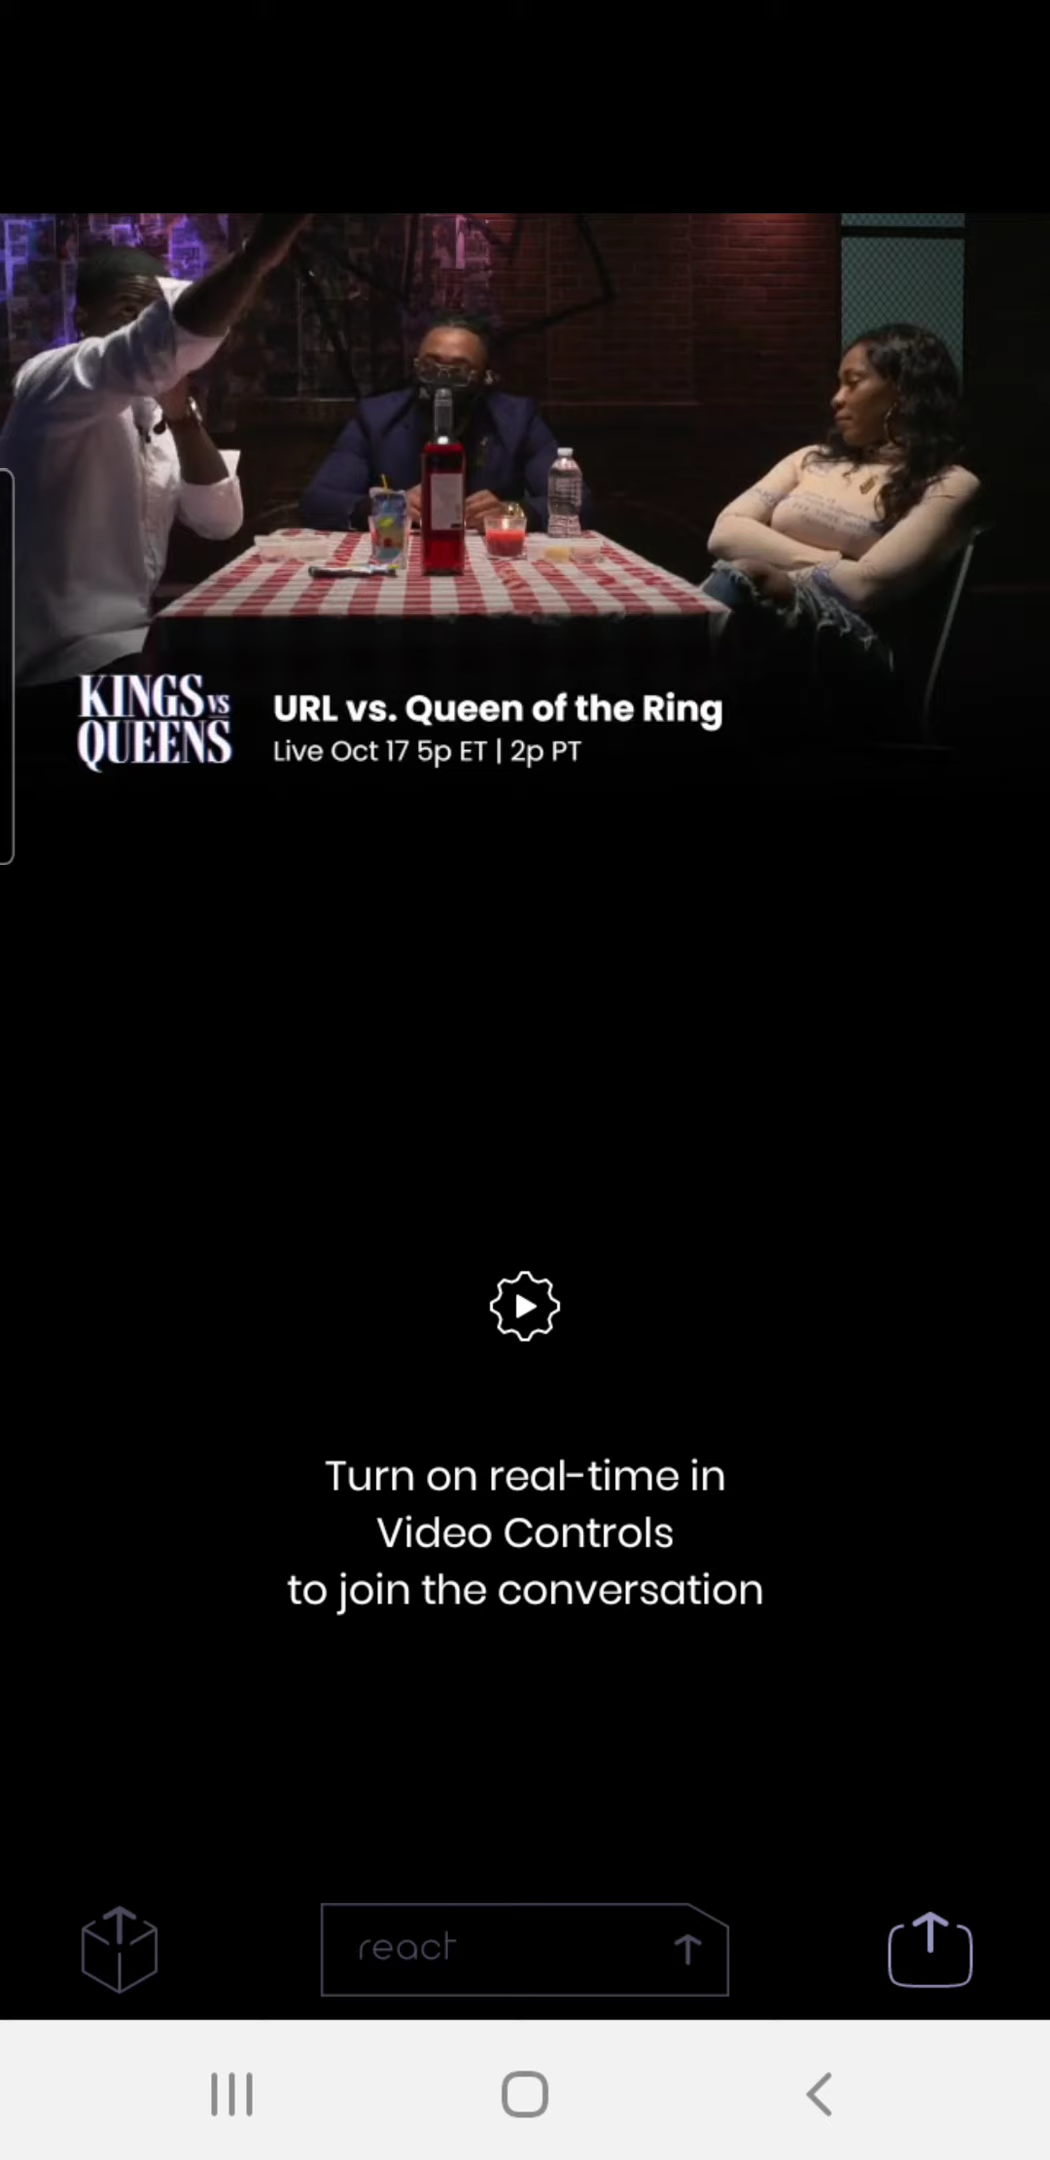 KINGS VS
QUEENS
URL vs. Queen of the Ring
Live Oct 17 5p ET | 2p PT
Turn on real-time in
Video Controls
to join the conversation
react